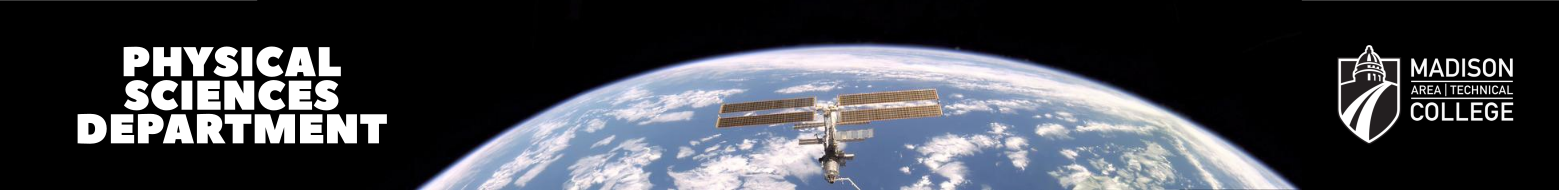 PHYSICAL
SCIENCES
DEPARTMENT
MADISON
AREA | TECHNICAL
COLLEGE